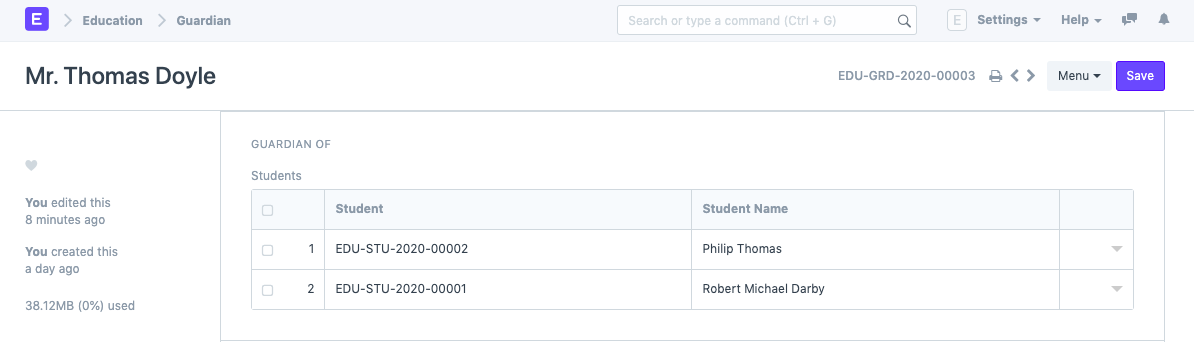 E Education Guardian Search or type a command (Ctrl + G) E Settings Help
Mr. Thomas Doyle EDU-GRD-2020-00003 Menu Save
GUARDIAN OF
Students
You edited this
8 minutes ago
You created this
a day ago
38.12MB (0%) used
Student Student Name
1 EDU-STU-2020-00002 Philip Thomas
2 EDU-STU-2020-00001 Robert Michael Darby